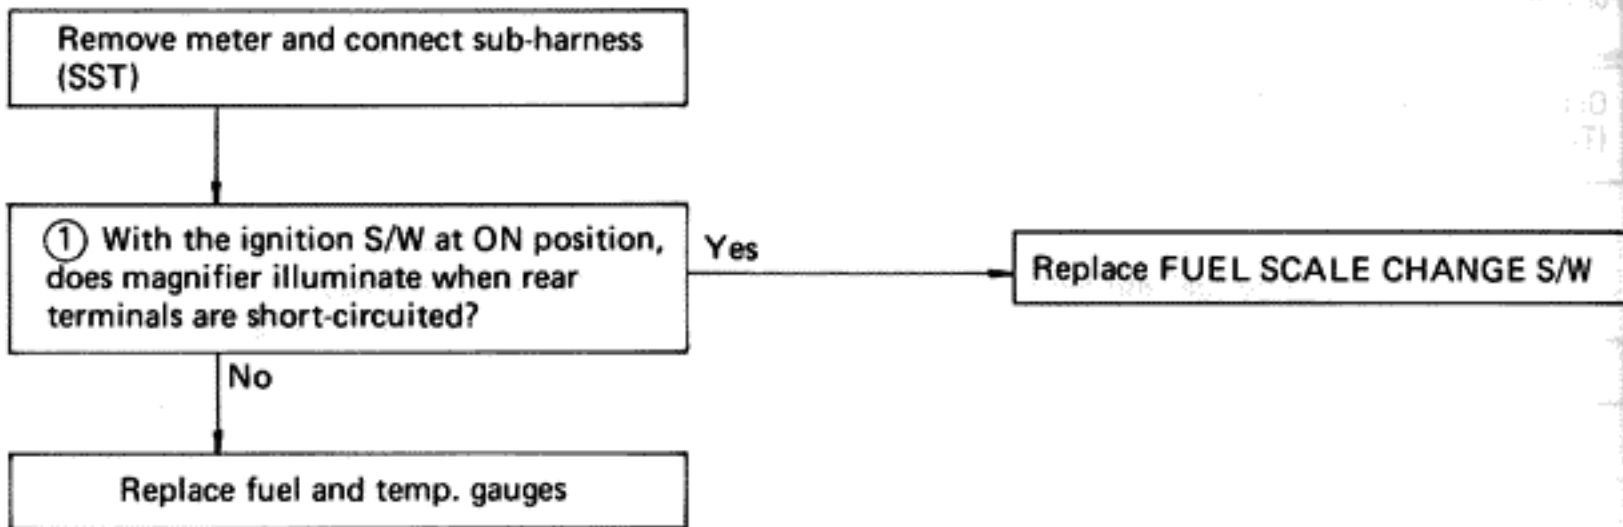 Remove meter and connect sub-harness
(SST)
① With the ignition S/W at ON position,
does magnifier illuminate when rear
terminals are short-circuited?
Yes
Replace FUEL SCALE CHANGE S/W
No
Replace fuel and temp. gauges